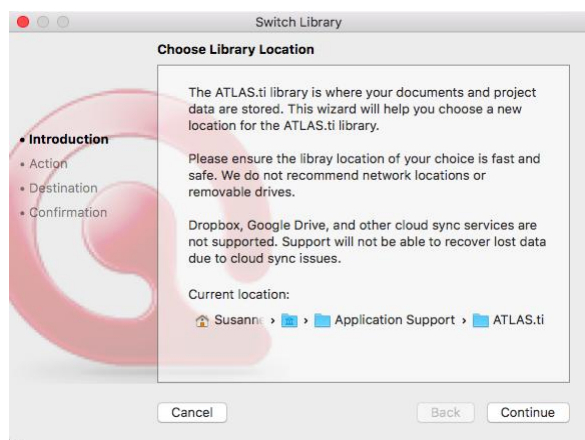 Switch Library
Choose Library Location
• Introduction
• Action
• Destination
• Confirmation
The ATLAS.ti library is where your documents and project
data are stored. This wizard will help you choose a new
location for the ATLAS.ti library.
Please ensure the libray location of your choice is fast and
safe. We do not recommend network locations or
removable drives.
Dropbox, Google Drive, and other cloud sync services are
not supported. Support will not be able to recover lost data
due to cloud sync issues.
Current location:
Susann › › Application Support › ATLAS.ti
Cancel Back Continue